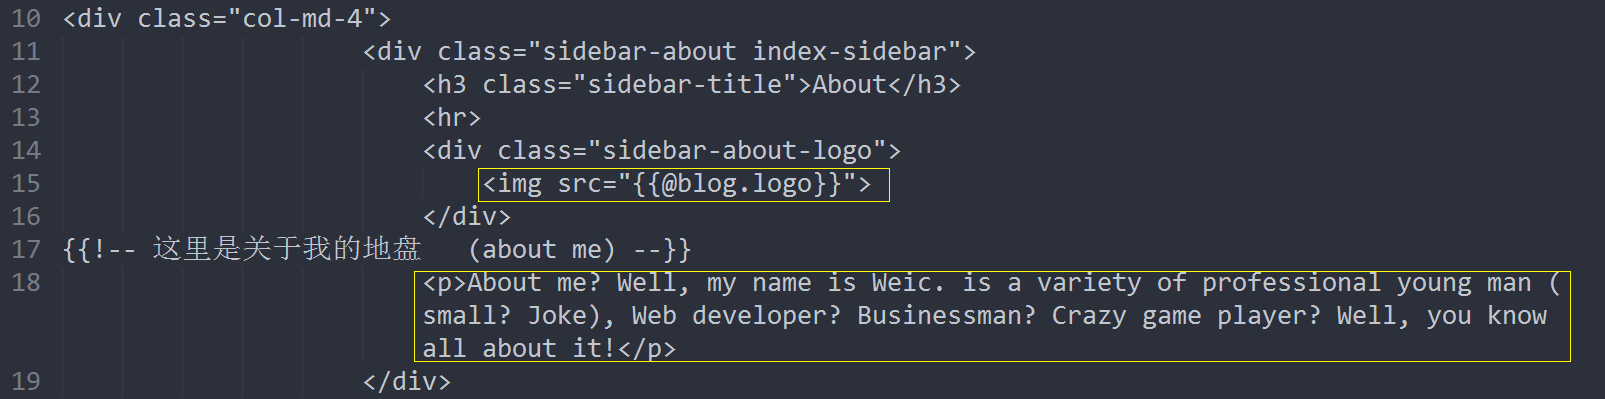 10 <div class="col-md-4">
11 <div class="sidebar-about index-sidebar">
12 <h3 class="sidebar-title">About</h3>
13 <hr>
14 <div class="sidebar-about-logo">
15 <img src="{{@blog.logo}}">
16 </div>
17 {{!-- 这里是关于我的地盘 (about me) --}}
18 <p>About me? Well, my name is Weic. is a variety of professional young man (
small? Joke), Web developer? Businessman? Crazy game player? Well, you know
all about it!</p>
19 </div>